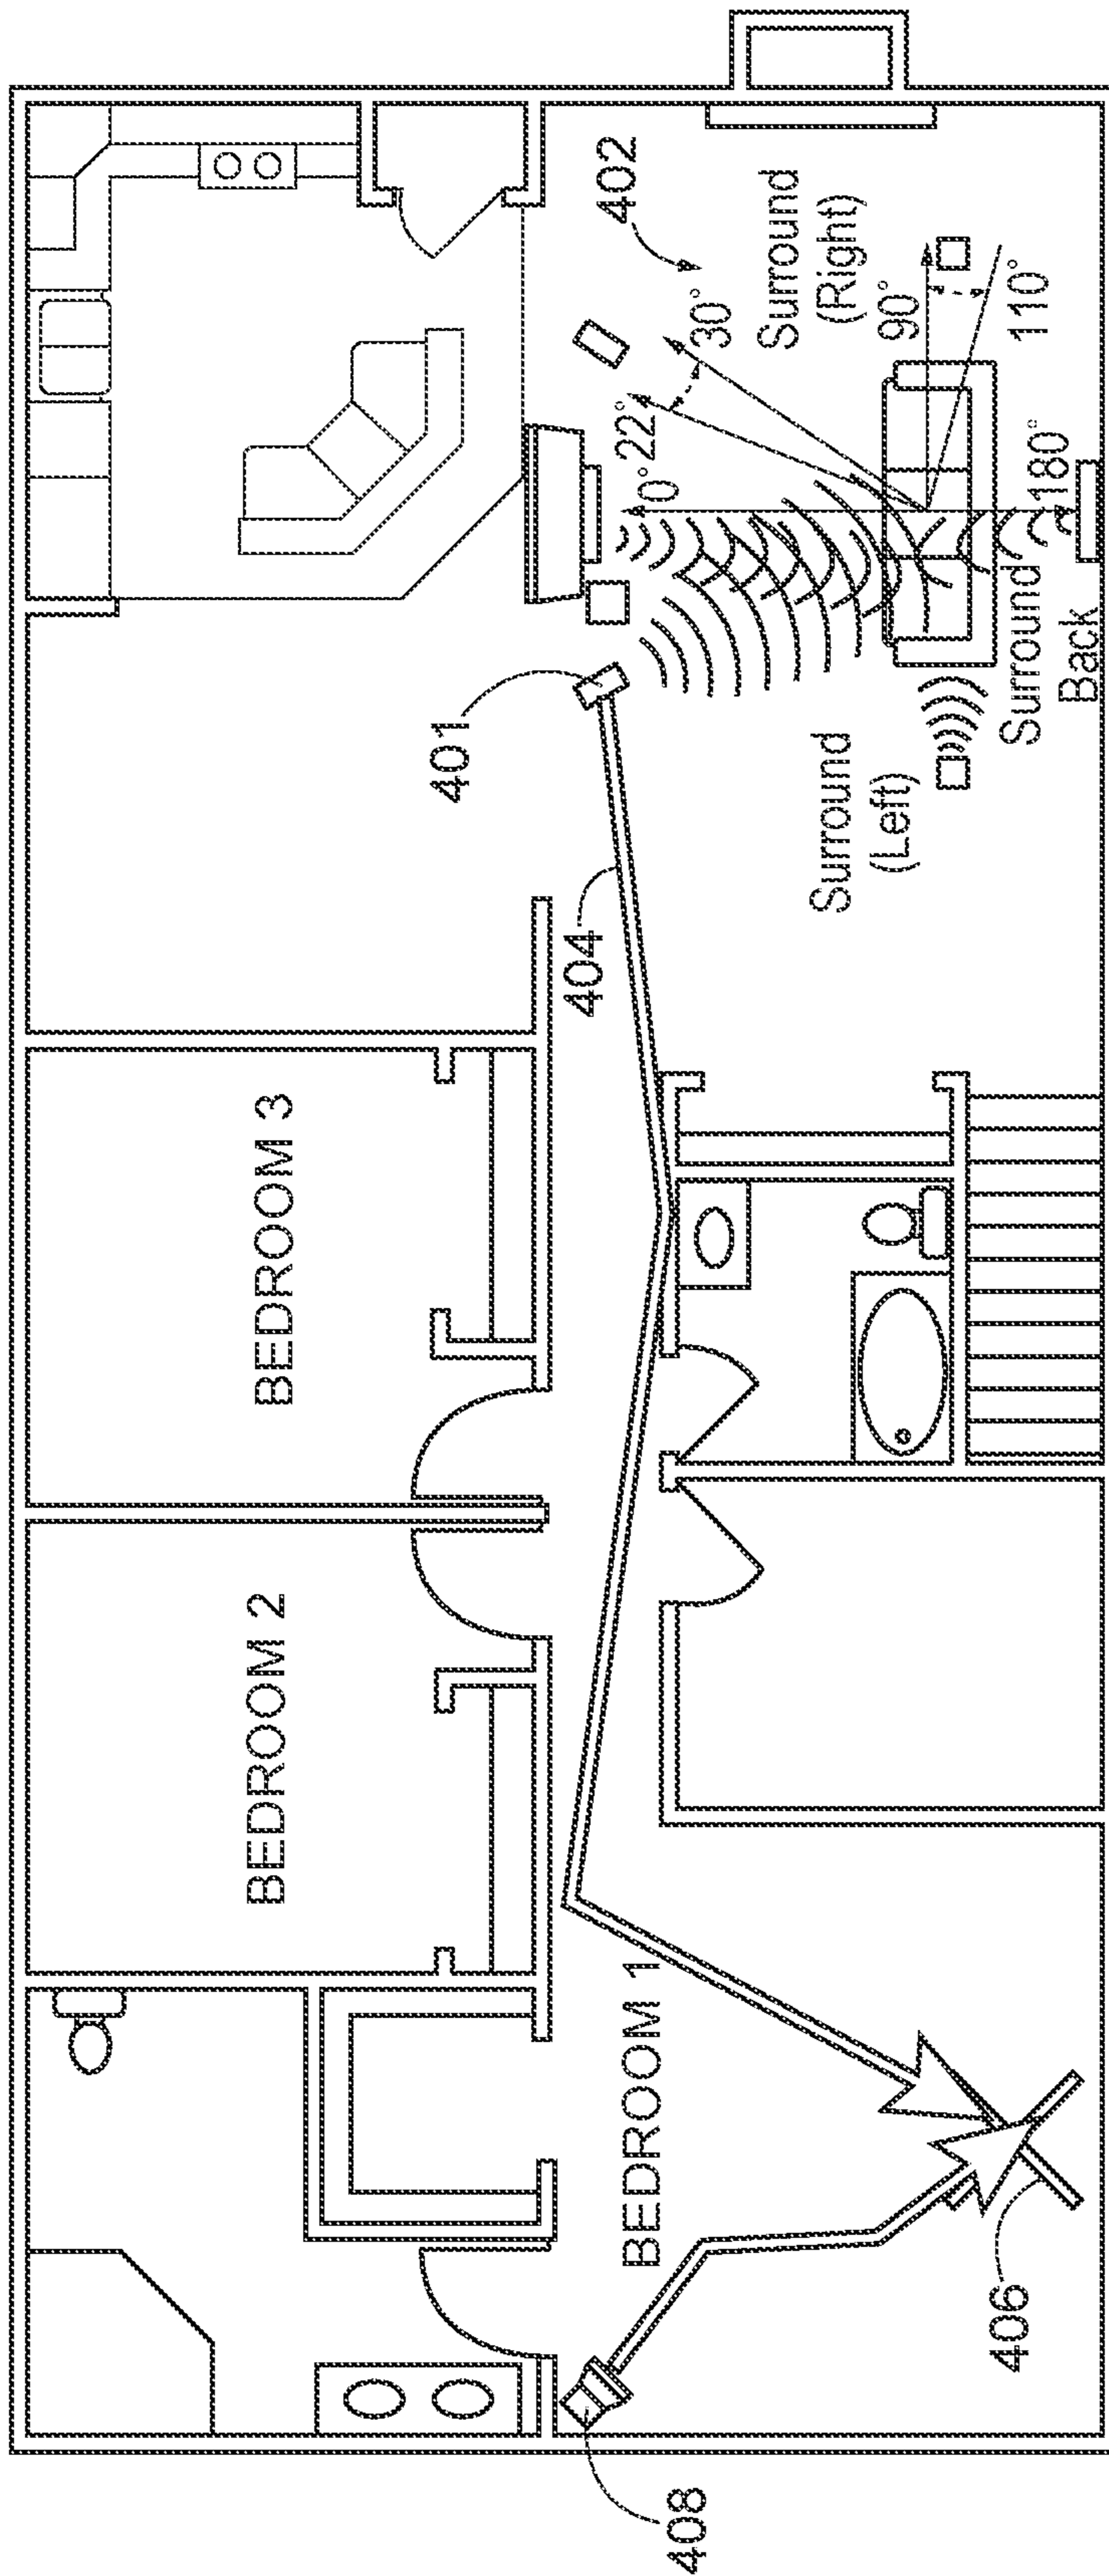 BEDROOM 3
BEDROOM 2
BEDROOM 1
401
402
404
406
408
0°
22°
30°
90°
110°
180°
Surround
(Right)
Surround
(Left)
Surround
Back